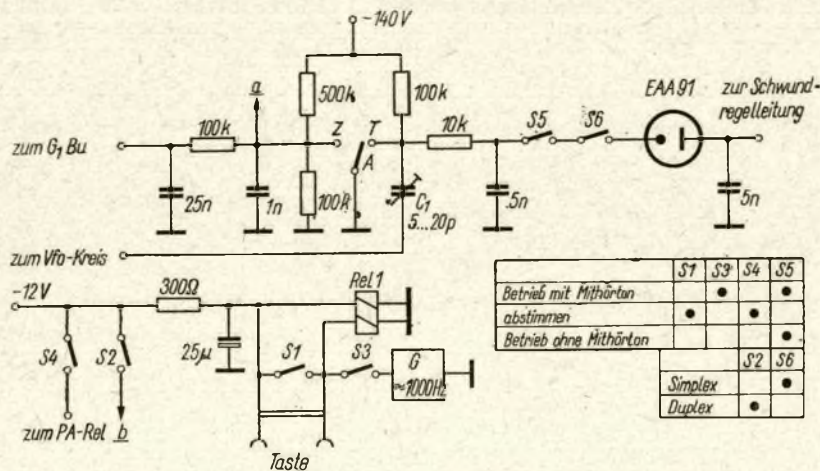 -140V
EAA91
zur Schwund-
regelleitung
a
500k
100k
100k
Z
T
10k
S5
S6
zum G1 Bu.
A
25n
1n
100k
C1
5...20p
.5n
5n
zum Vfo-Kreis
-12V
300Ω
Rel.1
S4
S2
25µ
S1
S3
G
≈1000Hz
zum PA-Rel
b
Taste
S1 S3 S4 S5
Betrieb mit Mithörton
abstimmen
Betrieb ohne Mithörton
S2 S6
Simplex
Duplex